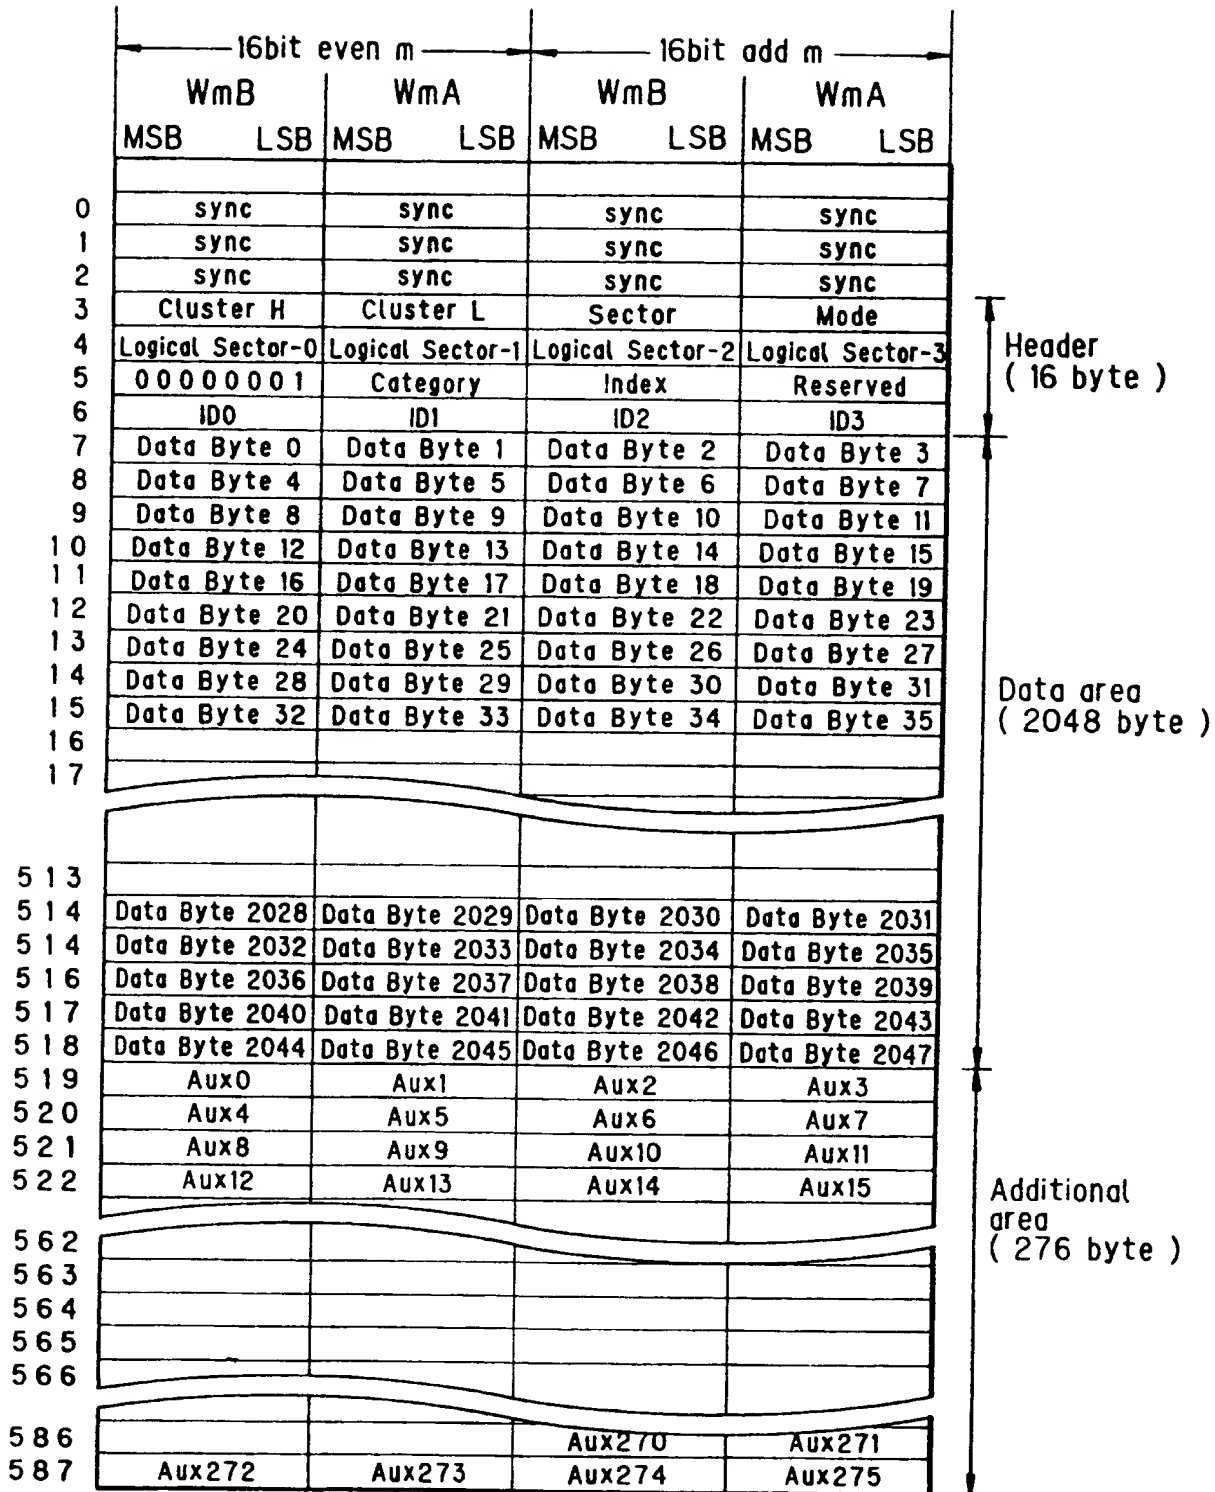 16bit even m 16bit add m
WmB WmA WmB WmA
MSB LSB MSB LSB MSB LSB MSB LSB
0 sync sync sync sync
1 sync sync sync sync
2 sync sync sync sync
3 Cluster H Cluster L Sector Mode
4 Logical Sector-0 Logical Sector-1 Logical Sector-2 Logical Sector-3
Header
5 00000001 Category Index Reserved
( 16 byte )
6 ID0 ID1 ID2 ID3
7 Data Byte 0 Data Byte 1 Data Byte 2 Data Byte 3
8 Data Byte 4 Data Byte 5 Data Byte 6 Data Byte 7
9 Data Byte 8 Data Byte 9 Data Byte 10 Data Byte 11
10 Data Byte 12 Data Byte 13 Data Byte 14 Data Byte 15
11 Data Byte 16 Data Byte 17 Data Byte 18 Data Byte 19
12 Data Byte 20 Data Byte 21 Data Byte 22 Data Byte 23
13 Data Byte 24 Data Byte 25 Data Byte 26 Data Byte 27
14 Data Byte 28 Data Byte 29 Data Byte 30 Data Byte 31
Data area
15 Data Byte 32 Data Byte 33 Data Byte 34 Data Byte 35
( 2048 byte )
16
17
513
514 Data Byte 2028 Data Byte 2029 Data Byte 2030 Data Byte 2031
514 Data Byte 2032 Data Byte 2033 Data Byte 2034 Data Byte 2035
516 Data Byte 2036 Data Byte 2037 Data Byte 2038 Data Byte 2039
517 Data Byte 2040 Data Byte 2041 Data Byte 2042 Data Byte 2043
518 Data Byte 2044 Data Byte 2045 Data Byte 2046 Data Byte 2047
519 Aux0 Aux1 Aux2 Aux3
520 Aux4 Aux5 Aux6 Aux7
521 Aux8 Aux9 Aux10 Aux11
522 Aux12 Aux13 Aux14 Aux15
Additional
area
( 276 byte )
562
563
564
565
566
586 Aux270 Aux271
587 Aux272 Aux273 Aux274 Aux275